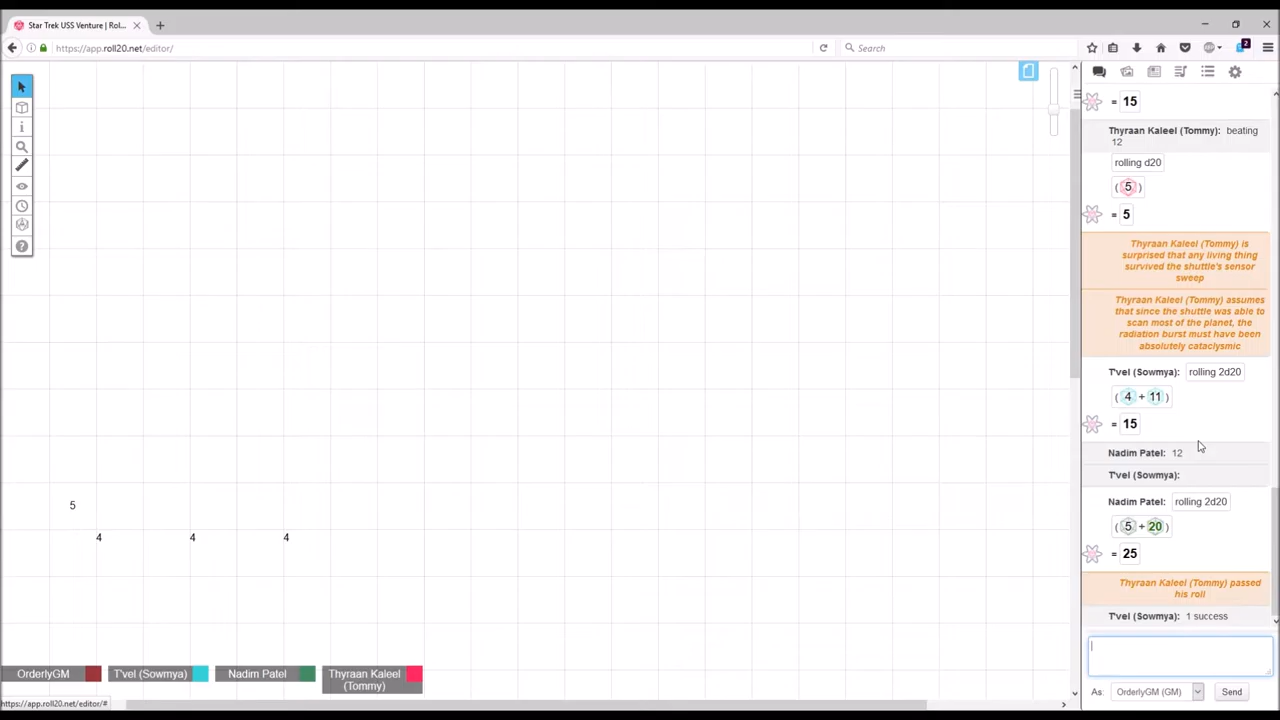 Star Trek USS Venture | Rol...
https://app.roll20.net/editor/
Search
2
= 15
Thyraan Kaleel (Tommy): beating
12
rolling d20
( 5 )
= 5
Thyraan Kaleel (Tommy) is
surprised that any living thing
survived the shuttle's sensor
sweep
Thyraan Kaleel (Tommy) assumes
that since the shuttle was able to
scan most of the planet, the
radiation burst must have been
absolutely cataclysmic
T'vel (Sowmya): rolling 2d20
( 4 + 11 )
= 15
Nadim Patel: 12
T'vel (Sowmya):
Nadim Patel: rolling 2d20
( 5 + 20 )
= 25
Thyraan Kaleel (Tommy) passed
his roll
T'vel (Sowmya): 1 success
5
4 4 4
OrderlyGM
T'vel (Sowmya)
Nadim Patel
Thyraan Kaleel
(Tommy)
As: OrderlyGM (GM) Send
https://app.roll20.net/editor/#